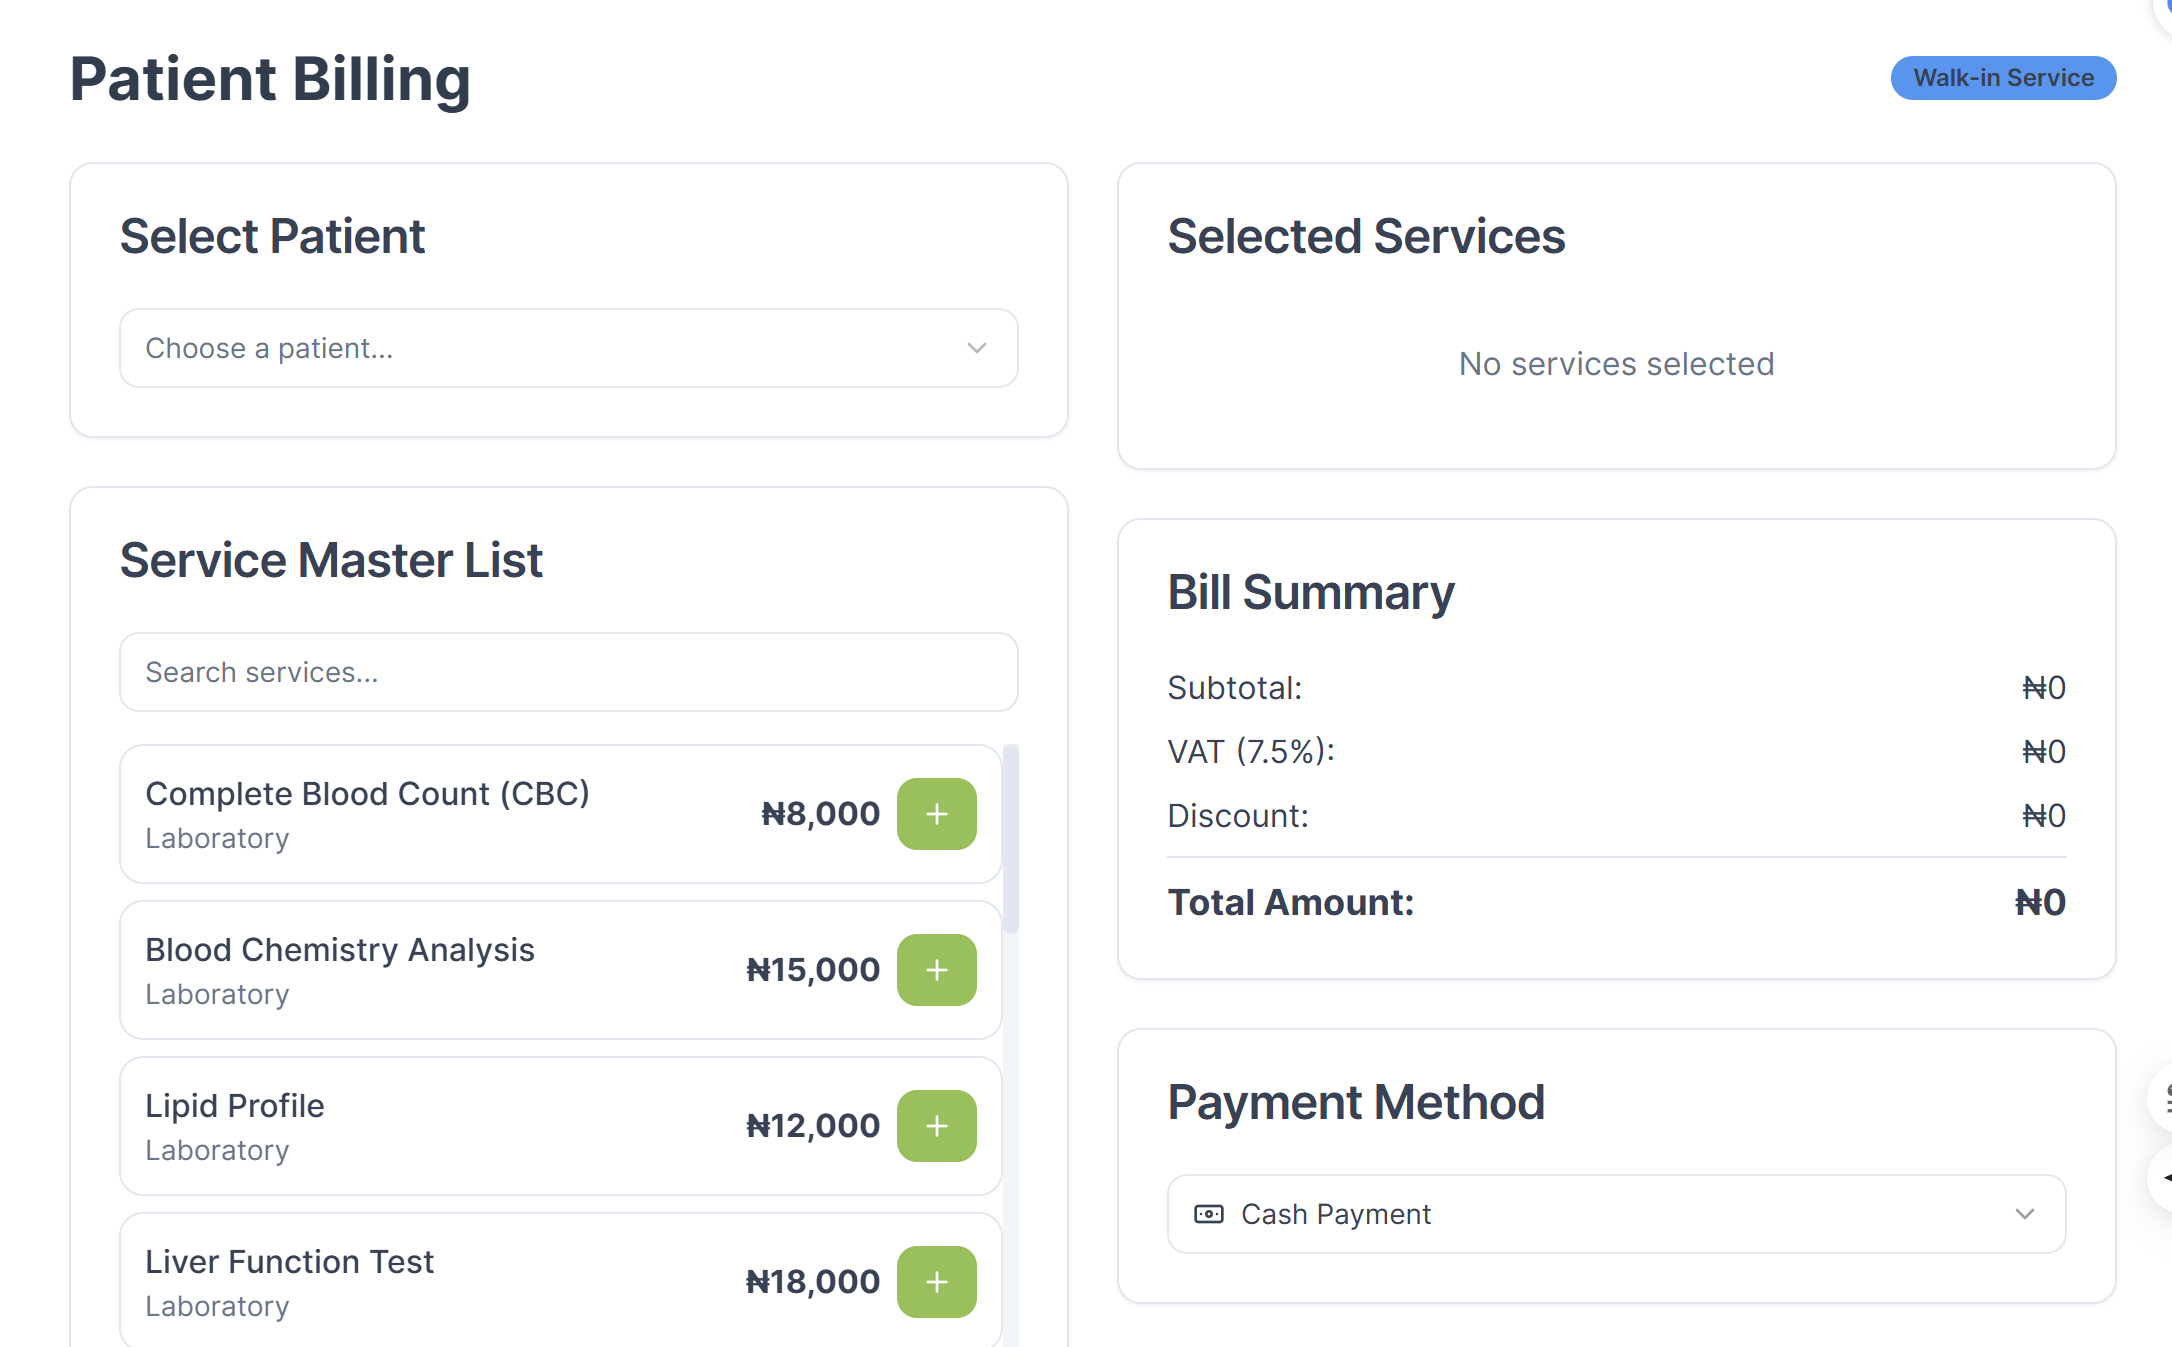 Patient Billing
Walk-in Service
Select Patient
Choose a patient...
Service Master List
Search services...
Complete Blood Count (CBC)
Laboratory
₦8,000
Blood Chemistry Analysis
Laboratory
₦15,000
Lipid Profile
Laboratory
₦12,000
Liver Function Test
Laboratory
₦18,000
Selected Services
No services selected
Bill Summary
Subtotal: ₦0
VAT (7.5%): ₦0
Discount: ₦0
Total Amount: ₦0
Payment Method
Cash Payment